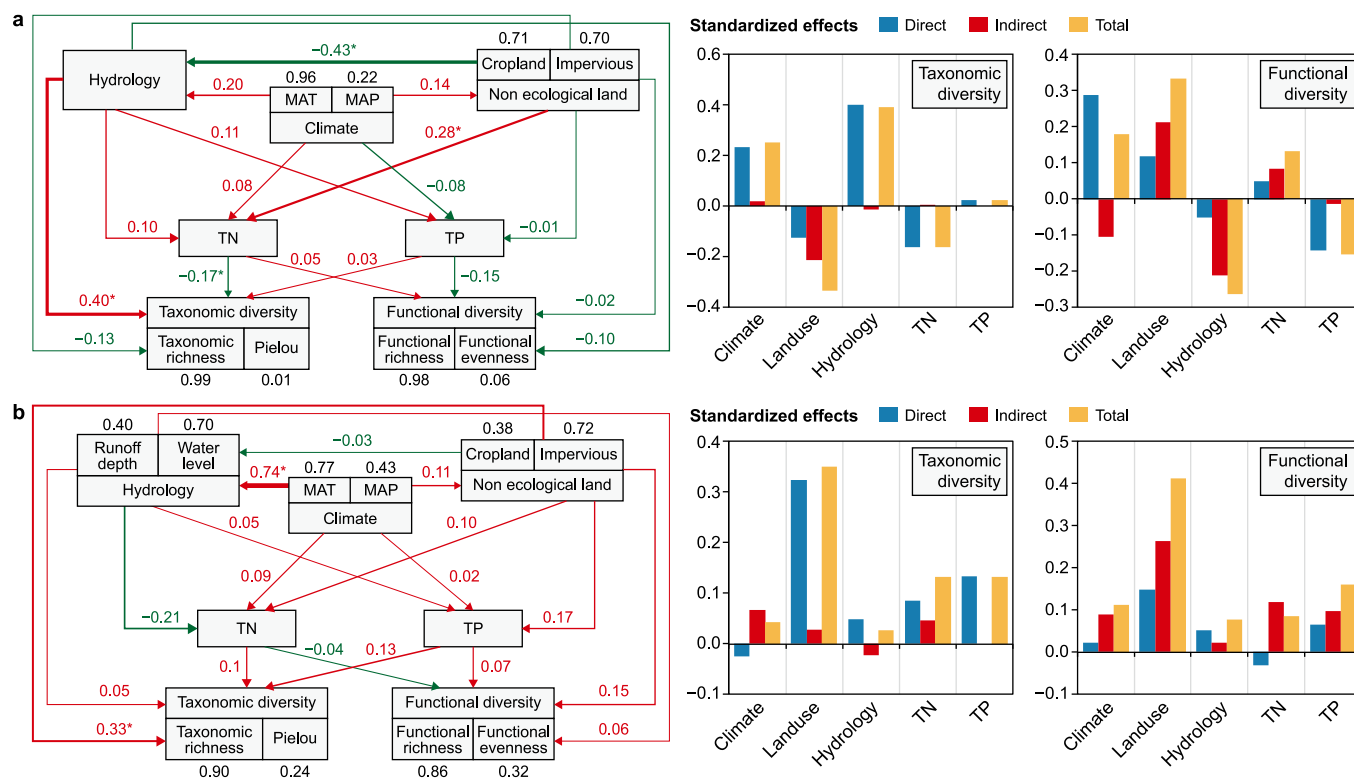 a
Hydrology
−0.43*
0.71
0.70
Cropland
Impervious
Non ecological land
0.20
0.96
0.22
MAT
MAP
Climate
0.14
0.11
0.28*
0.08
−0.08
0.10
TN
TP
−0.01
−0.17*
0.05
0.03
−0.15
0.40*
−0.02
Taxonomic diversity
Taxonomic
richness
Pielou
0.99
0.01
Functional diversity
Functional
richness
Functional
evenness
0.98
0.06
−0.13
−0.10
Standardized effects
Direct
Indirect
Total
0.6
0.4
0.2
0.0
−0.2
−0.4
Taxonomic
diversity
Climate
Landuse
Hydrology
TN
TP
0.4
0.3
0.2
0.1
0.0
−0.1
−0.2
−0.3
Functional
diversity
Climate
Landuse
Hydrology
TN
TP
b
0.40
0.70
Runoff
depth
Water
level
Hydrology
−0.03
0.38
0.72
Cropland
Impervious
Non ecological land
0.74*
0.77
0.43
MAT
MAP
Climate
0.11
0.05
0.10
0.09
0.02
−0.21
TN
TP
0.17
−0.04
0.13
0.1
0.07
0.05
0.15
Taxonomic diversity
Taxonomic
richness
Pielou
0.90
0.24
Functional diversity
Functional
richness
Functional
evenness
0.86
0.32
0.33*
0.06
Standardized effects
Direct
Indirect
Total
0.4
0.3
0.2
0.1
0.0
−0.1
Taxonomic
diversity
Climate
Landuse
Hydrology
TN
TP
0.5
0.4
0.3
0.2
0.1
0.0
−0.1
Functional
diversity
Climate
Landuse
Hydrology
TN
TP